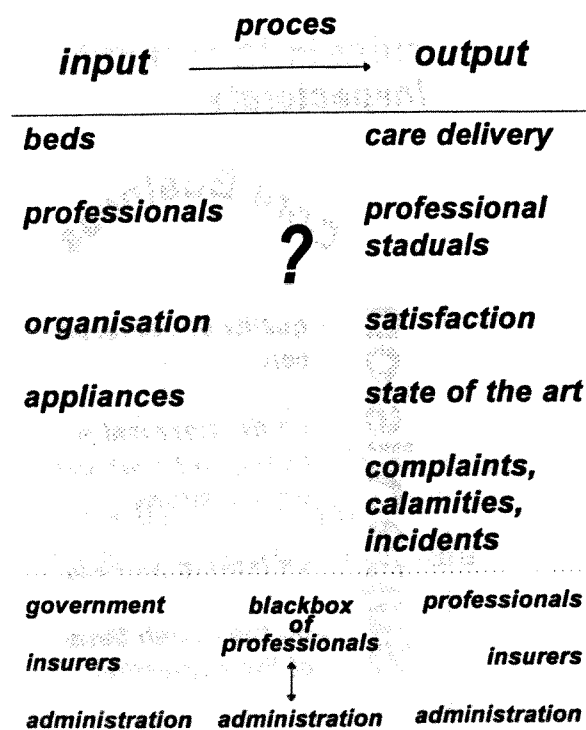 proces
input output
beds care delivery
professionals professional
staduals
?
organisation satisfaction
appliances state of the art
complaints,
calamities,
incidents
government blackbox professionals
of
insurers professionals insurers
administration administration administration